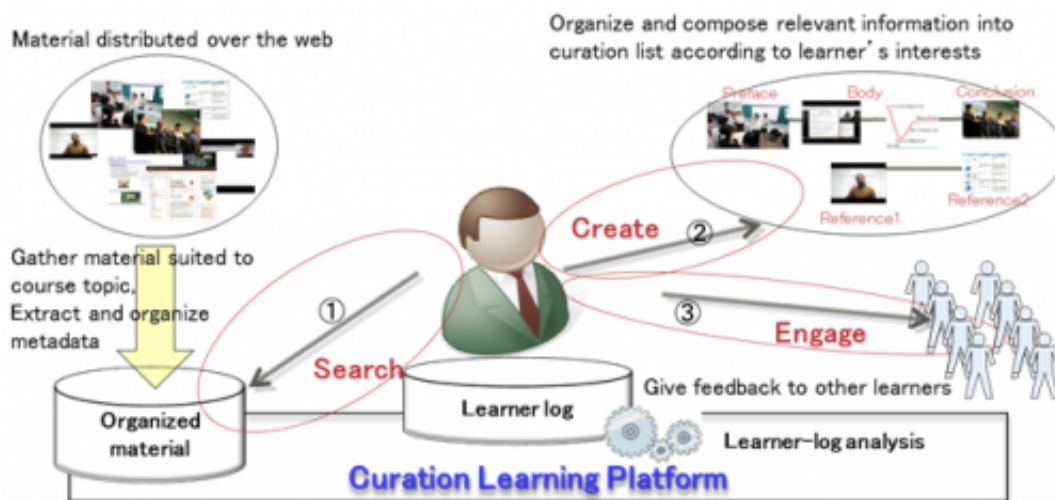 Material distributed over the web
Organize and compose relevant information into
curation list according to learner's interests
Preface
Body
Conclusion
Reference1
Reference2
Gather material suited to
course topic,
Extract and organize
metadata
①
Search
Create
②
③
Engage
Give feedback to other learners
Organized
material
Learner log
Learner-log analysis
Curation Learning Platform